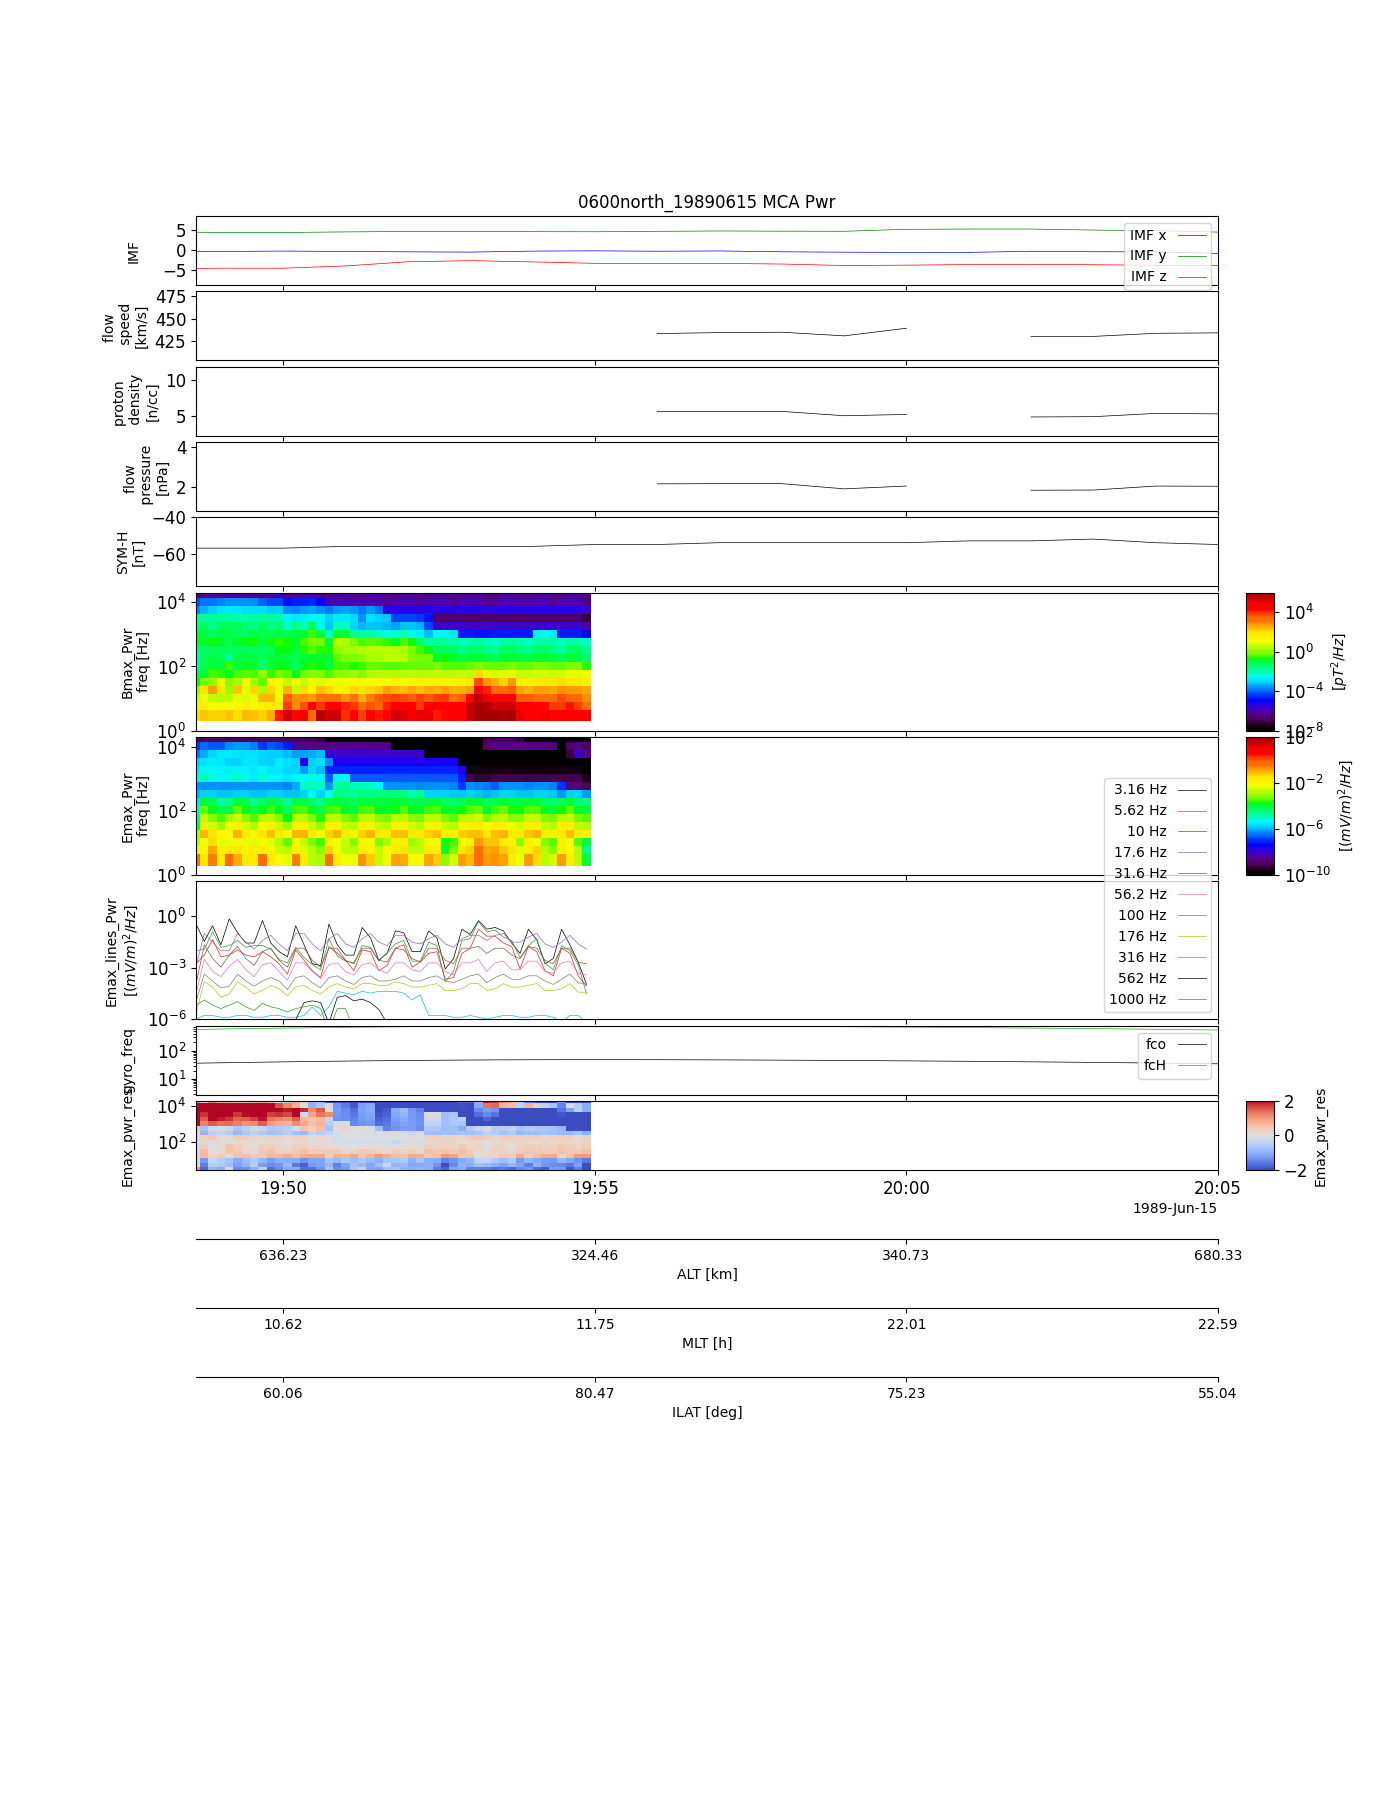 0600north_19890615 MCA Pwr
5
0
−5
IMF
IMF x
IMF y
IMF z
475
450
425
flow
speed
[km/s]
10
5
proton
density
[n/cc]
4
2
flow
pressure
[nPa]
−40
−60
SYM-H
[nT]
10^4
10^2
10^0
Bmax_Pwr
freq [Hz]
10^4
10^0
10^−4
10^−8
[pT^2/Hz]
10^4
10^2
10^0
Emax_Pwr
freq [Hz]
10^2
10^−2
10^−6
10^−10
[(mV/m)^2/Hz]
3.16 Hz
5.62 Hz
10 Hz
17.6 Hz
31.6 Hz
56.2 Hz
100 Hz
176 Hz
316 Hz
562 Hz
1000 Hz
10^0
10^−3
10^−6
Emax_lines_Pwr
[(mV/m)^2/Hz]
10^2
10^1
gyro_freq
fco
fcH
10^4
10^2
Emax_pwr_res
2
0
−2
Emax_pwr_res
19:50 19:55 20:00 20:05
1989-Jun-15
636.23 324.46 340.73 680.33
ALT [km]
10.62 11.75 22.01 22.59
MLT [h]
60.06 80.47 75.23 55.04
ILAT [deg]